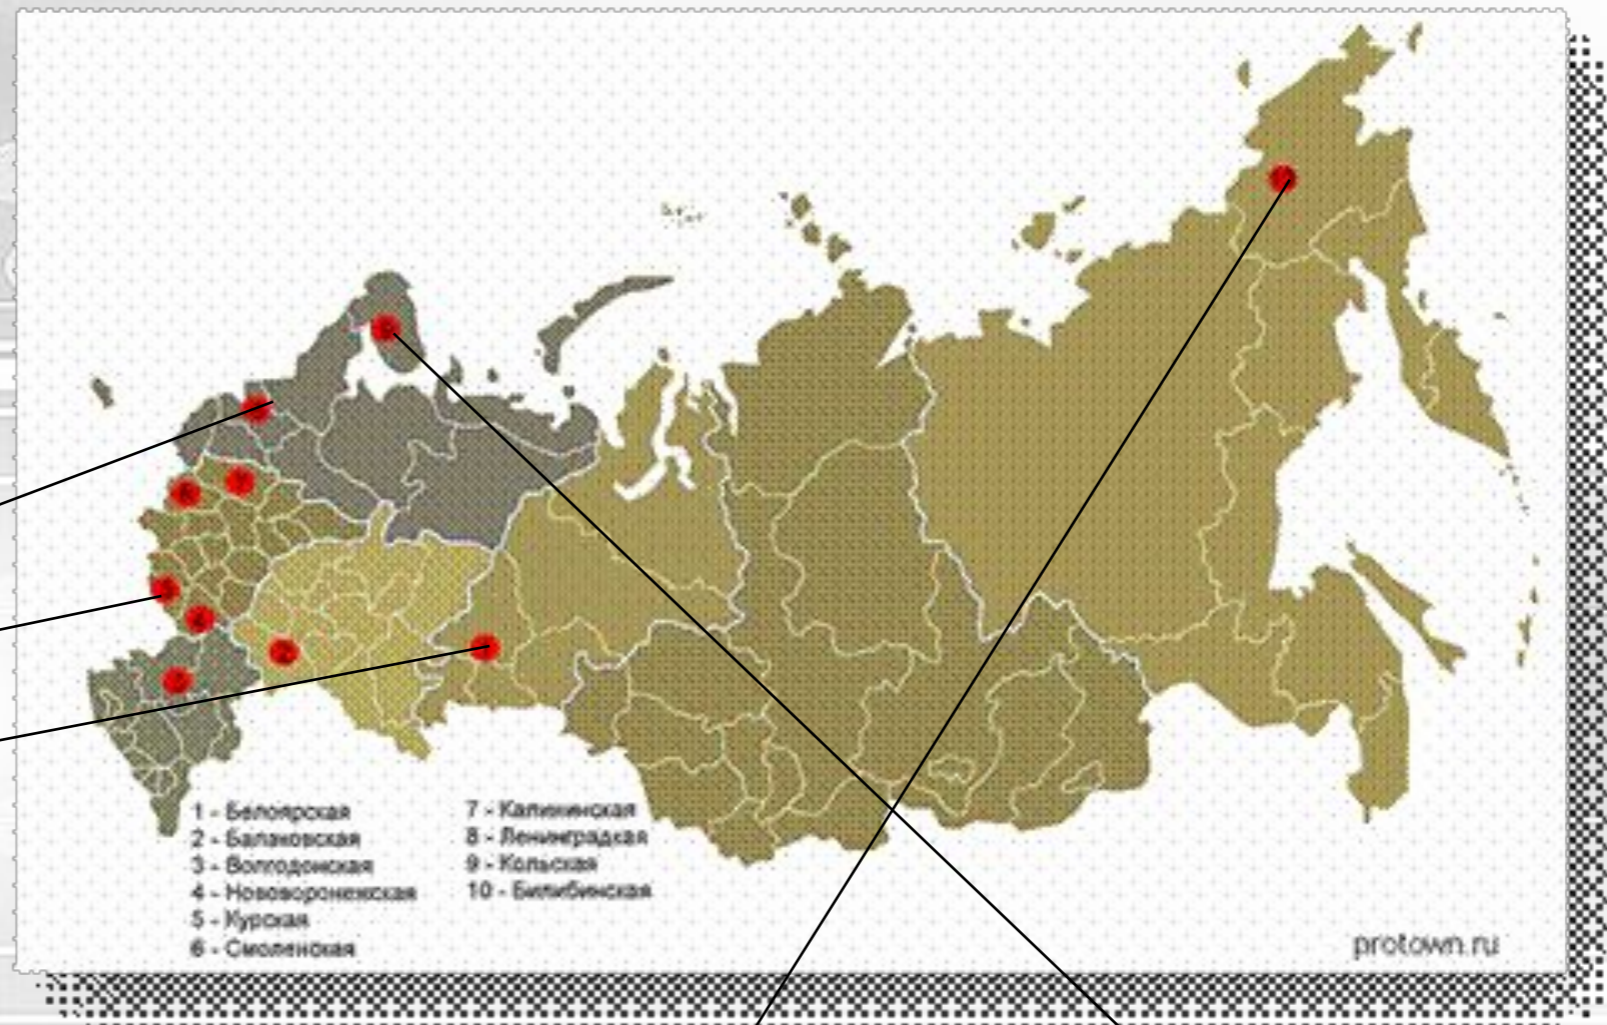 1 - Белоярская
2 - Балаковская
3 - Волгодонская
4 - Нововоронежская
5 - Курская
6 - Смоленская
7 - Калининская
8 - Ленинградкая
9 - Кольская
10 - Билибинская
protown.ru